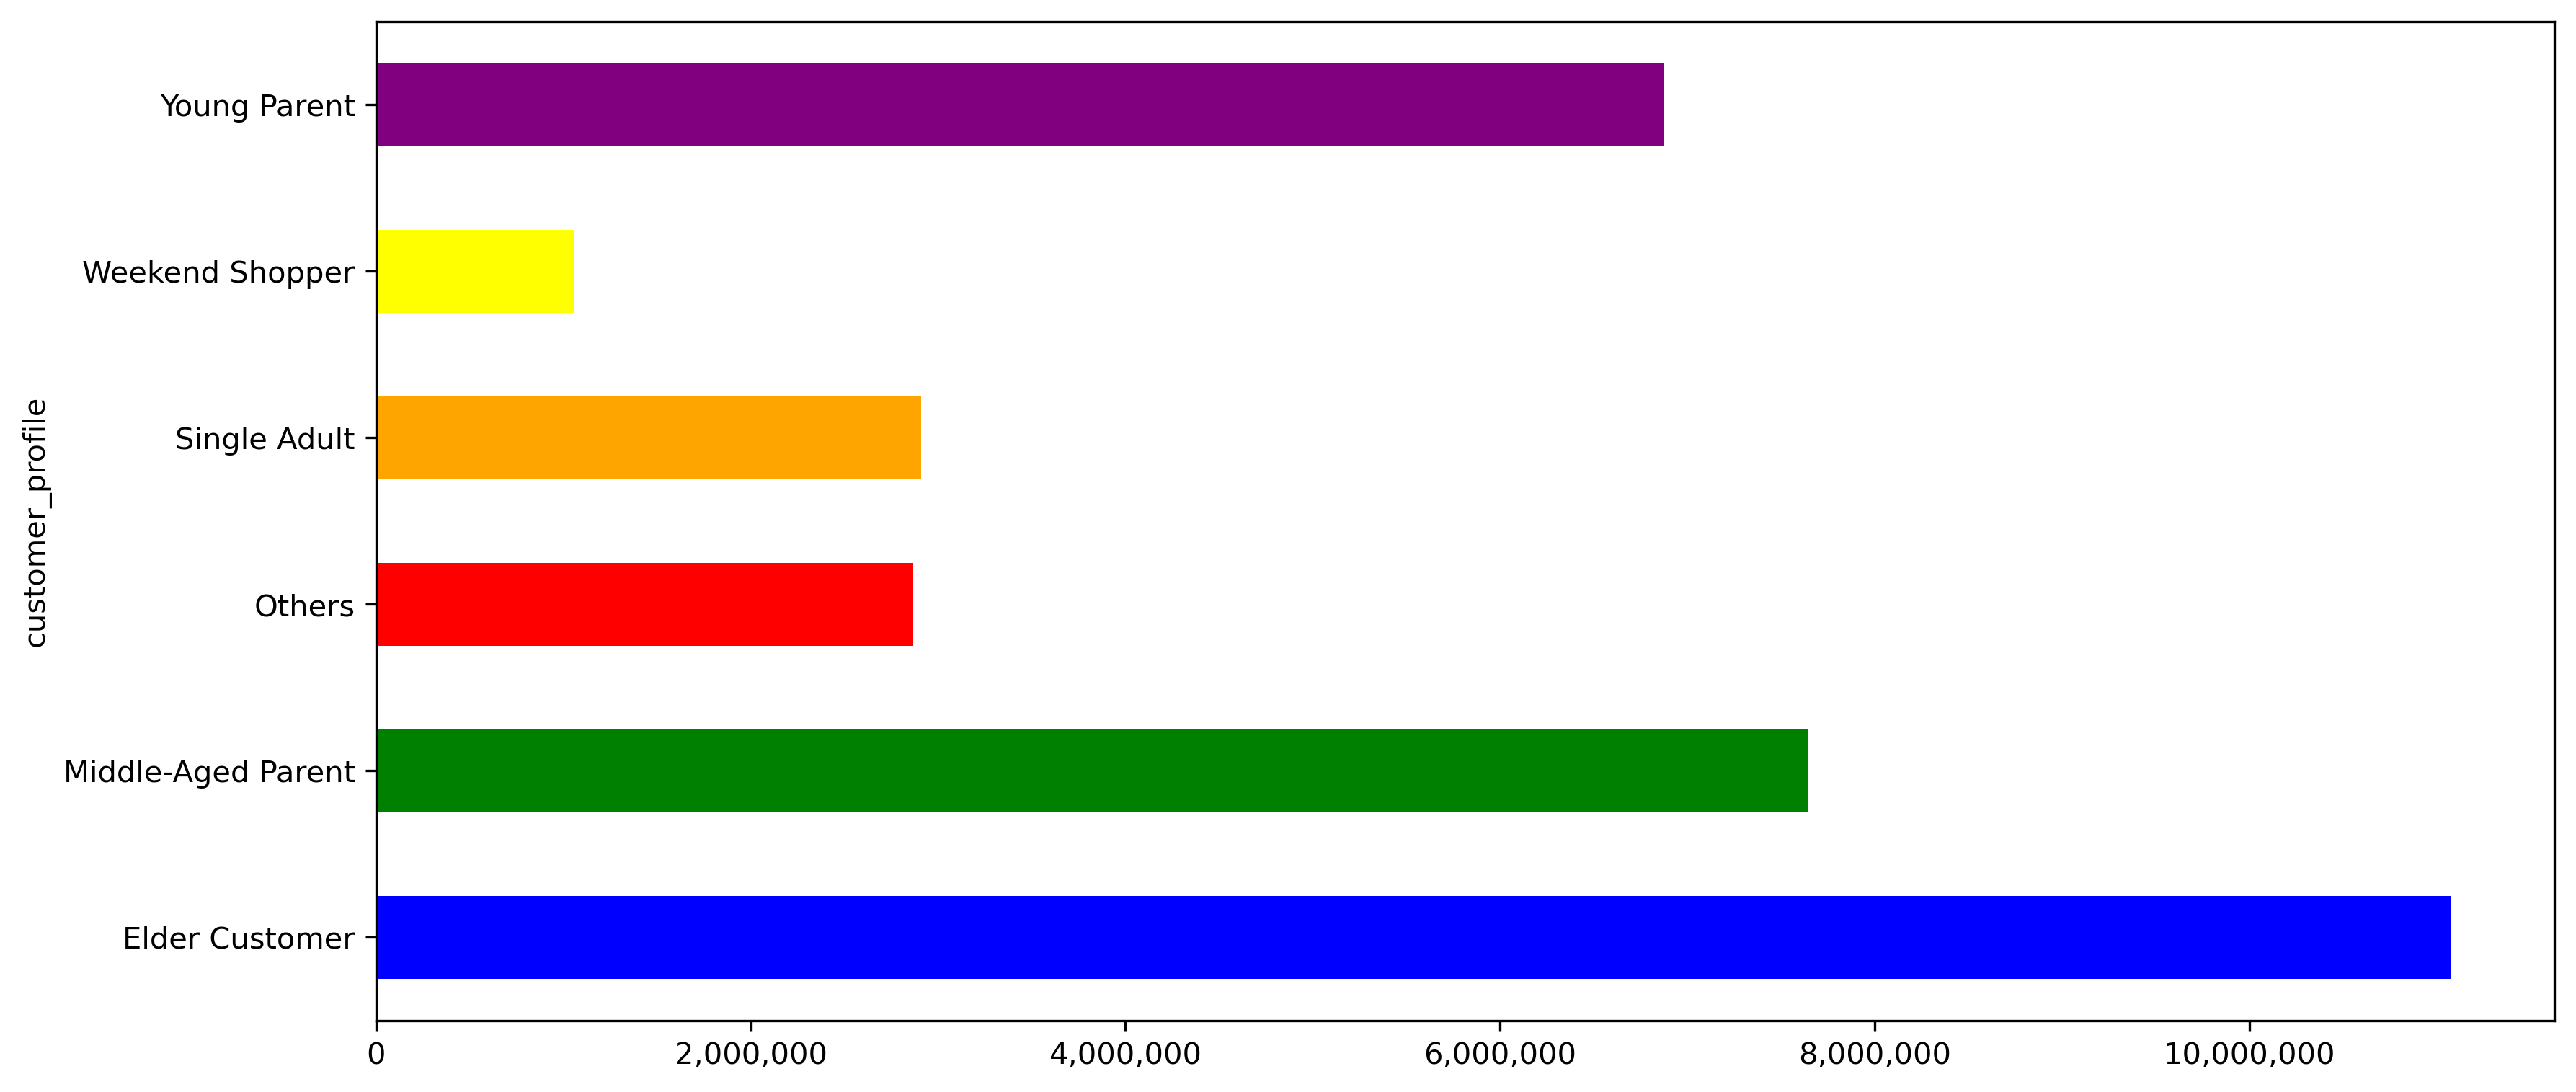 customer_profile
Young Parent
Weekend Shopper
Single Adult
Others
Middle-Aged Parent
Elder Customer
0 2,000,000 4,000,000 6,000,000 8,000,000 10,000,000